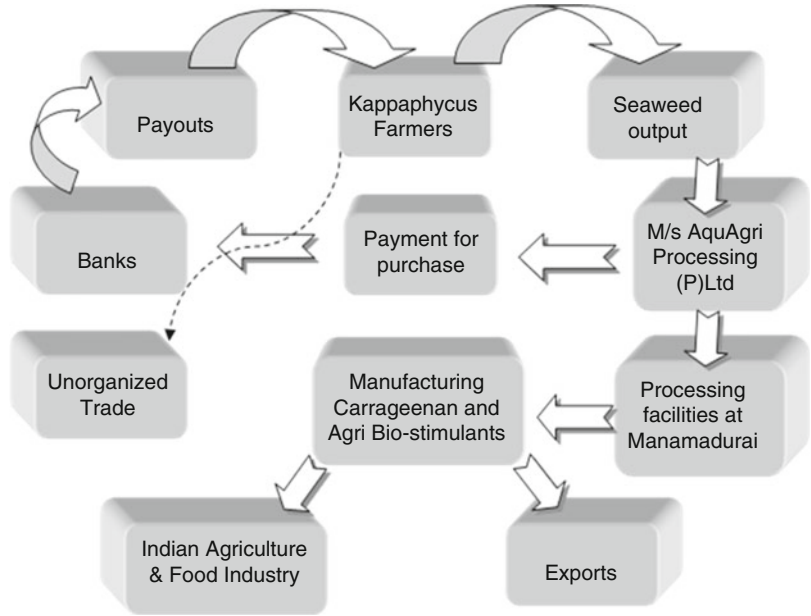 Payouts
Kappaphycus
Farmers
Seaweed
output
Banks
Payment for
purchase
M/s AquAgri
Processing
(P)Ltd
Unorganized
Trade
Manufacturing
Carrageenan and
Agri Bio-stimulants
Processing
facilities at
Manamadurai
Indian Agriculture
& Food Industry
Exports